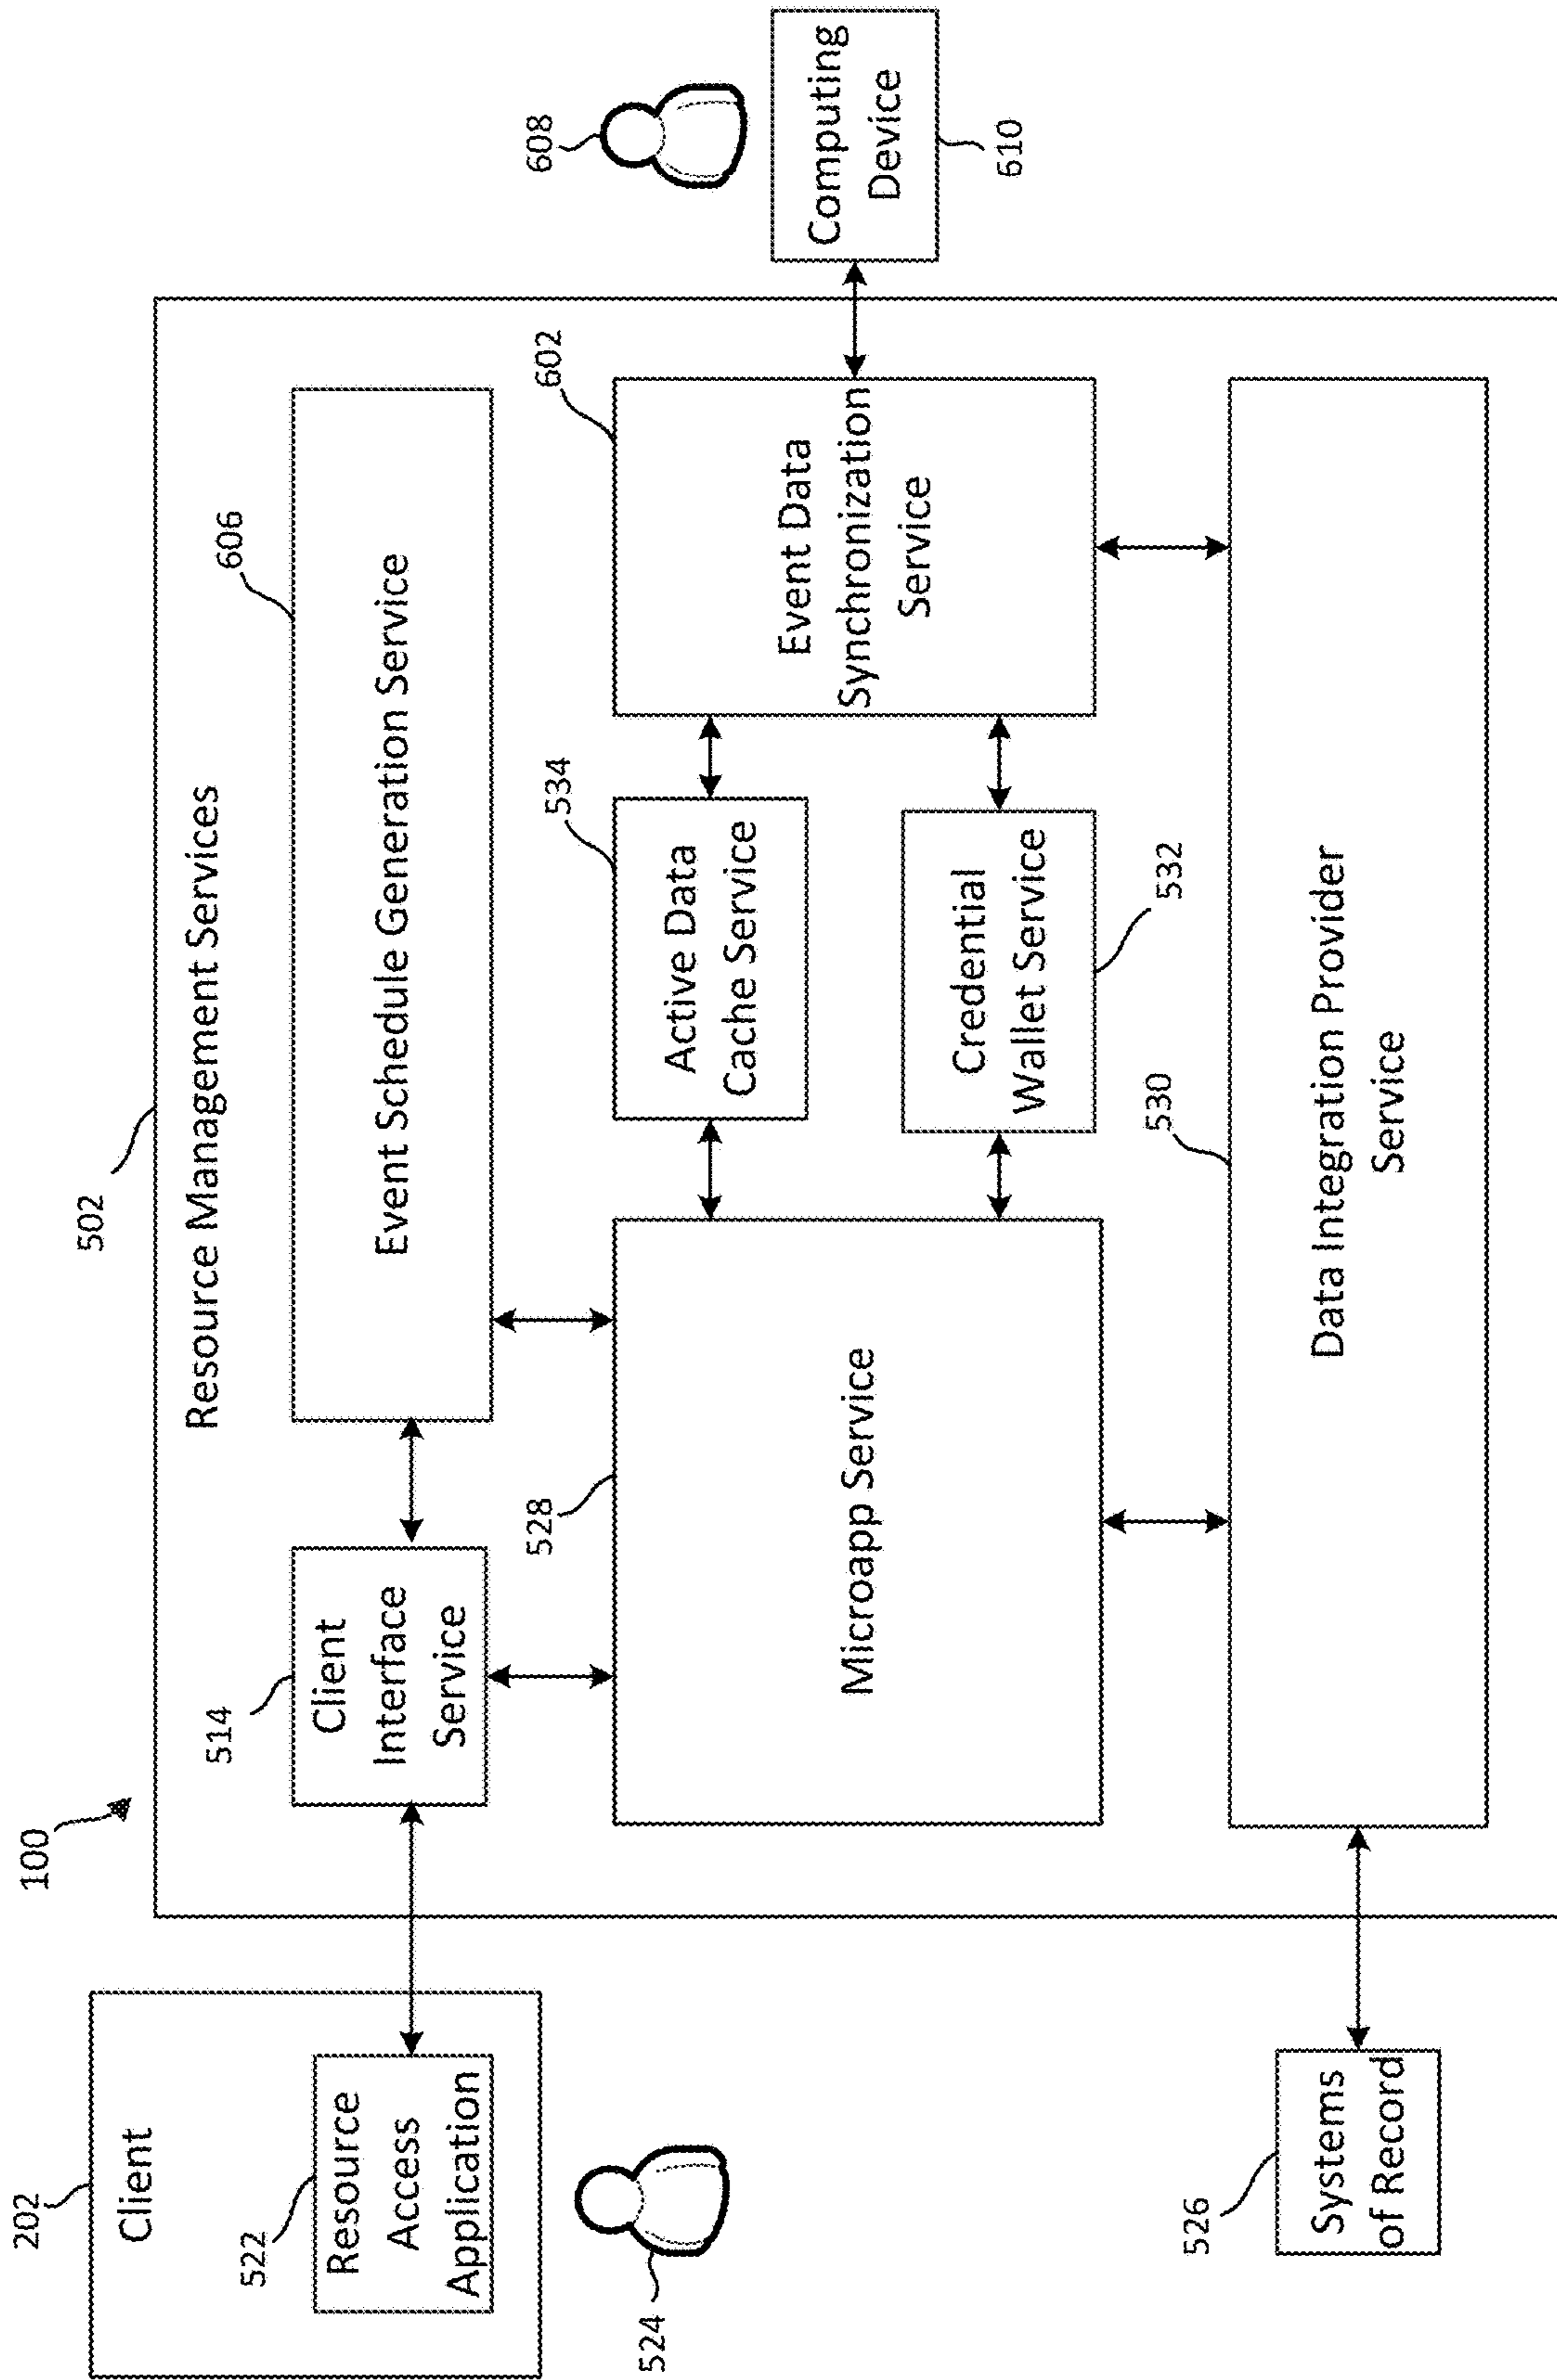 100
502
202
Client
522
Resource
Access
Application
524
526
Systems
of Record
Resource Management Services
514
Client
Interface
Service
606
Event Schedule Generation Service
528
Microapp Service
534
Active Data
Cache Service
Credential
Wallet Service
532
602
Event Data
Synchronization
Service
530
Data Integration Provider
Service
608
Computing
Device
610